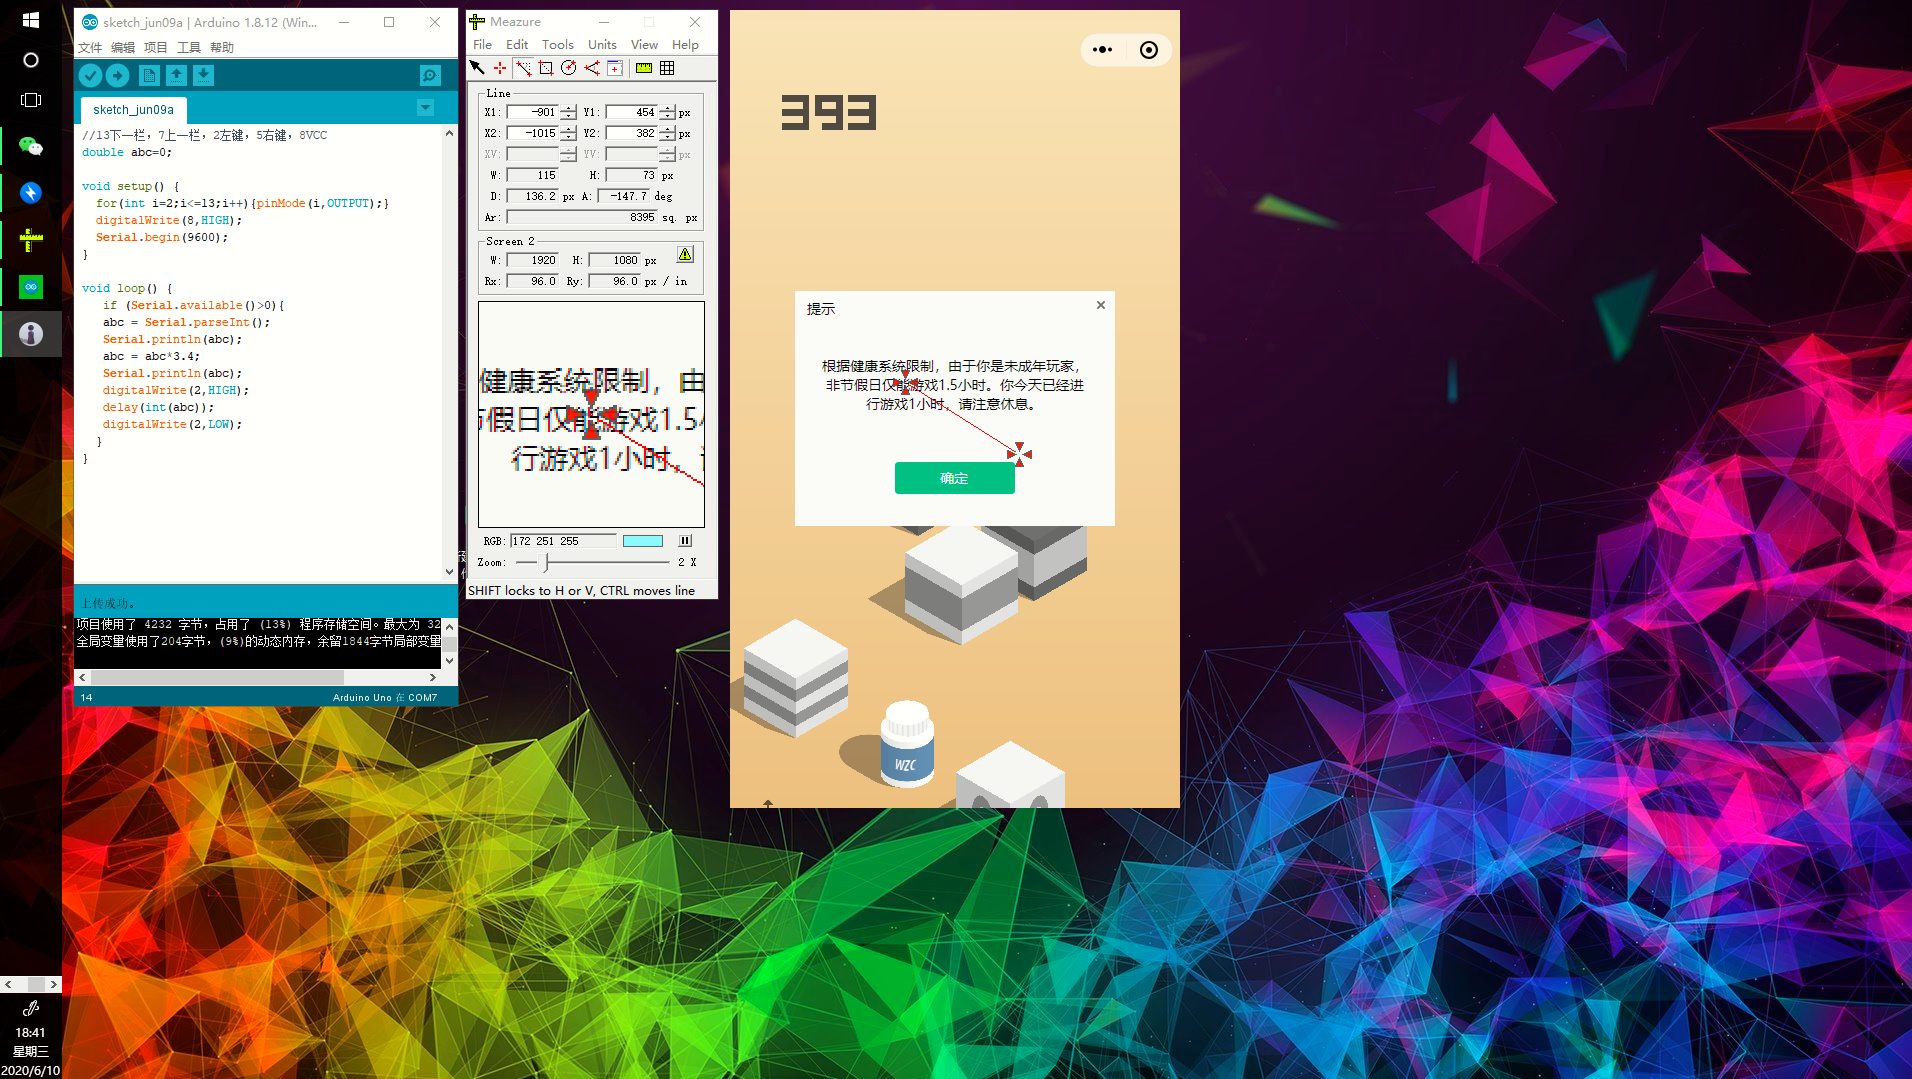 sketch_jun09a | Arduino 1.8.12 (Win...
文件 编辑 项目 工具 帮助
sketch_jun09a
//13下一栏，7上一栏，2左键，5右键，8VCC
double abc=0;
void setup() {
for(int i=2;i<=13;i++){pinMode(i,OUTPUT);}
digitalWrite(8,HIGH);
Serial.begin(9600);
}
void loop() {
if (Serial.available()>0){
abc = Serial.parseInt();
Serial.println(abc);
abc = abc*3.4;
Serial.println(abc);
digitalWrite(2,HIGH);
delay(int(abc));
digitalWrite(2,LOW);
}
}
上传成功。
项目使用了 4232 字节，占用了 (13%) 程序存储空间。最大为 32
全局变量使用了204字节，(9%)的动态内存，余留1844字节局部变量
14
Arduino Uno 在 COM7
Meazure
File Edit Tools Units View Help
Line
X1: -901 Y1: 454 px
X2: -1015 Y2: 382 px
XV: YV: px
W: 115 H: 73 px
D: 136.2 px A: -147.7 deg
Ar: 8395 sq. px
Screen 2
W: 1920 H: 1080 px
Rx: 96.0 Ry: 96.0 px / in
健康系统限制，由
节假日仅能游戏1.5小
行游戏1小时，
RGB: 172 251 255
Zoom: 2 X
SHIFT locks to H or V, CTRL moves line
393
提示
根据健康系统限制，由于你是未成年玩家，
非节假日仅能游戏1.5小时。你今天已经进
行游戏1小时，请注意休息。
确定
WZC
18:41
星期三
2020/6/10